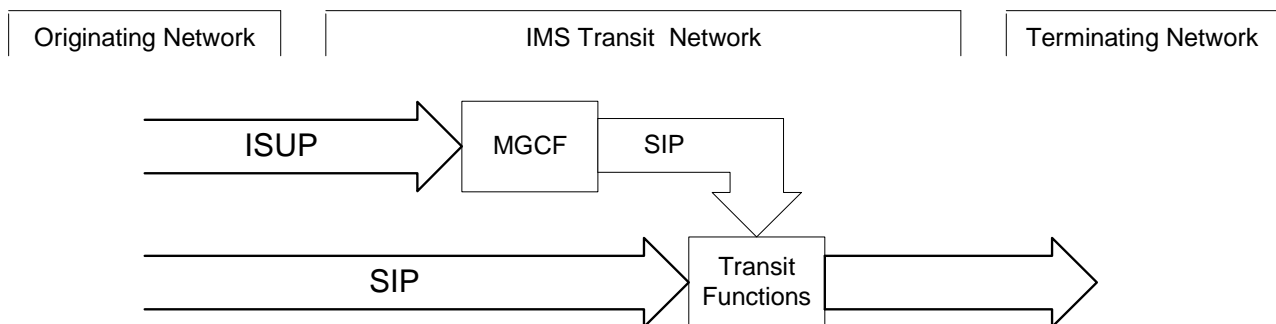 Originating Network
IMS Transit Network
Terminating Network
ISUP
MGCF
SIP
SIP
Transit
Functions